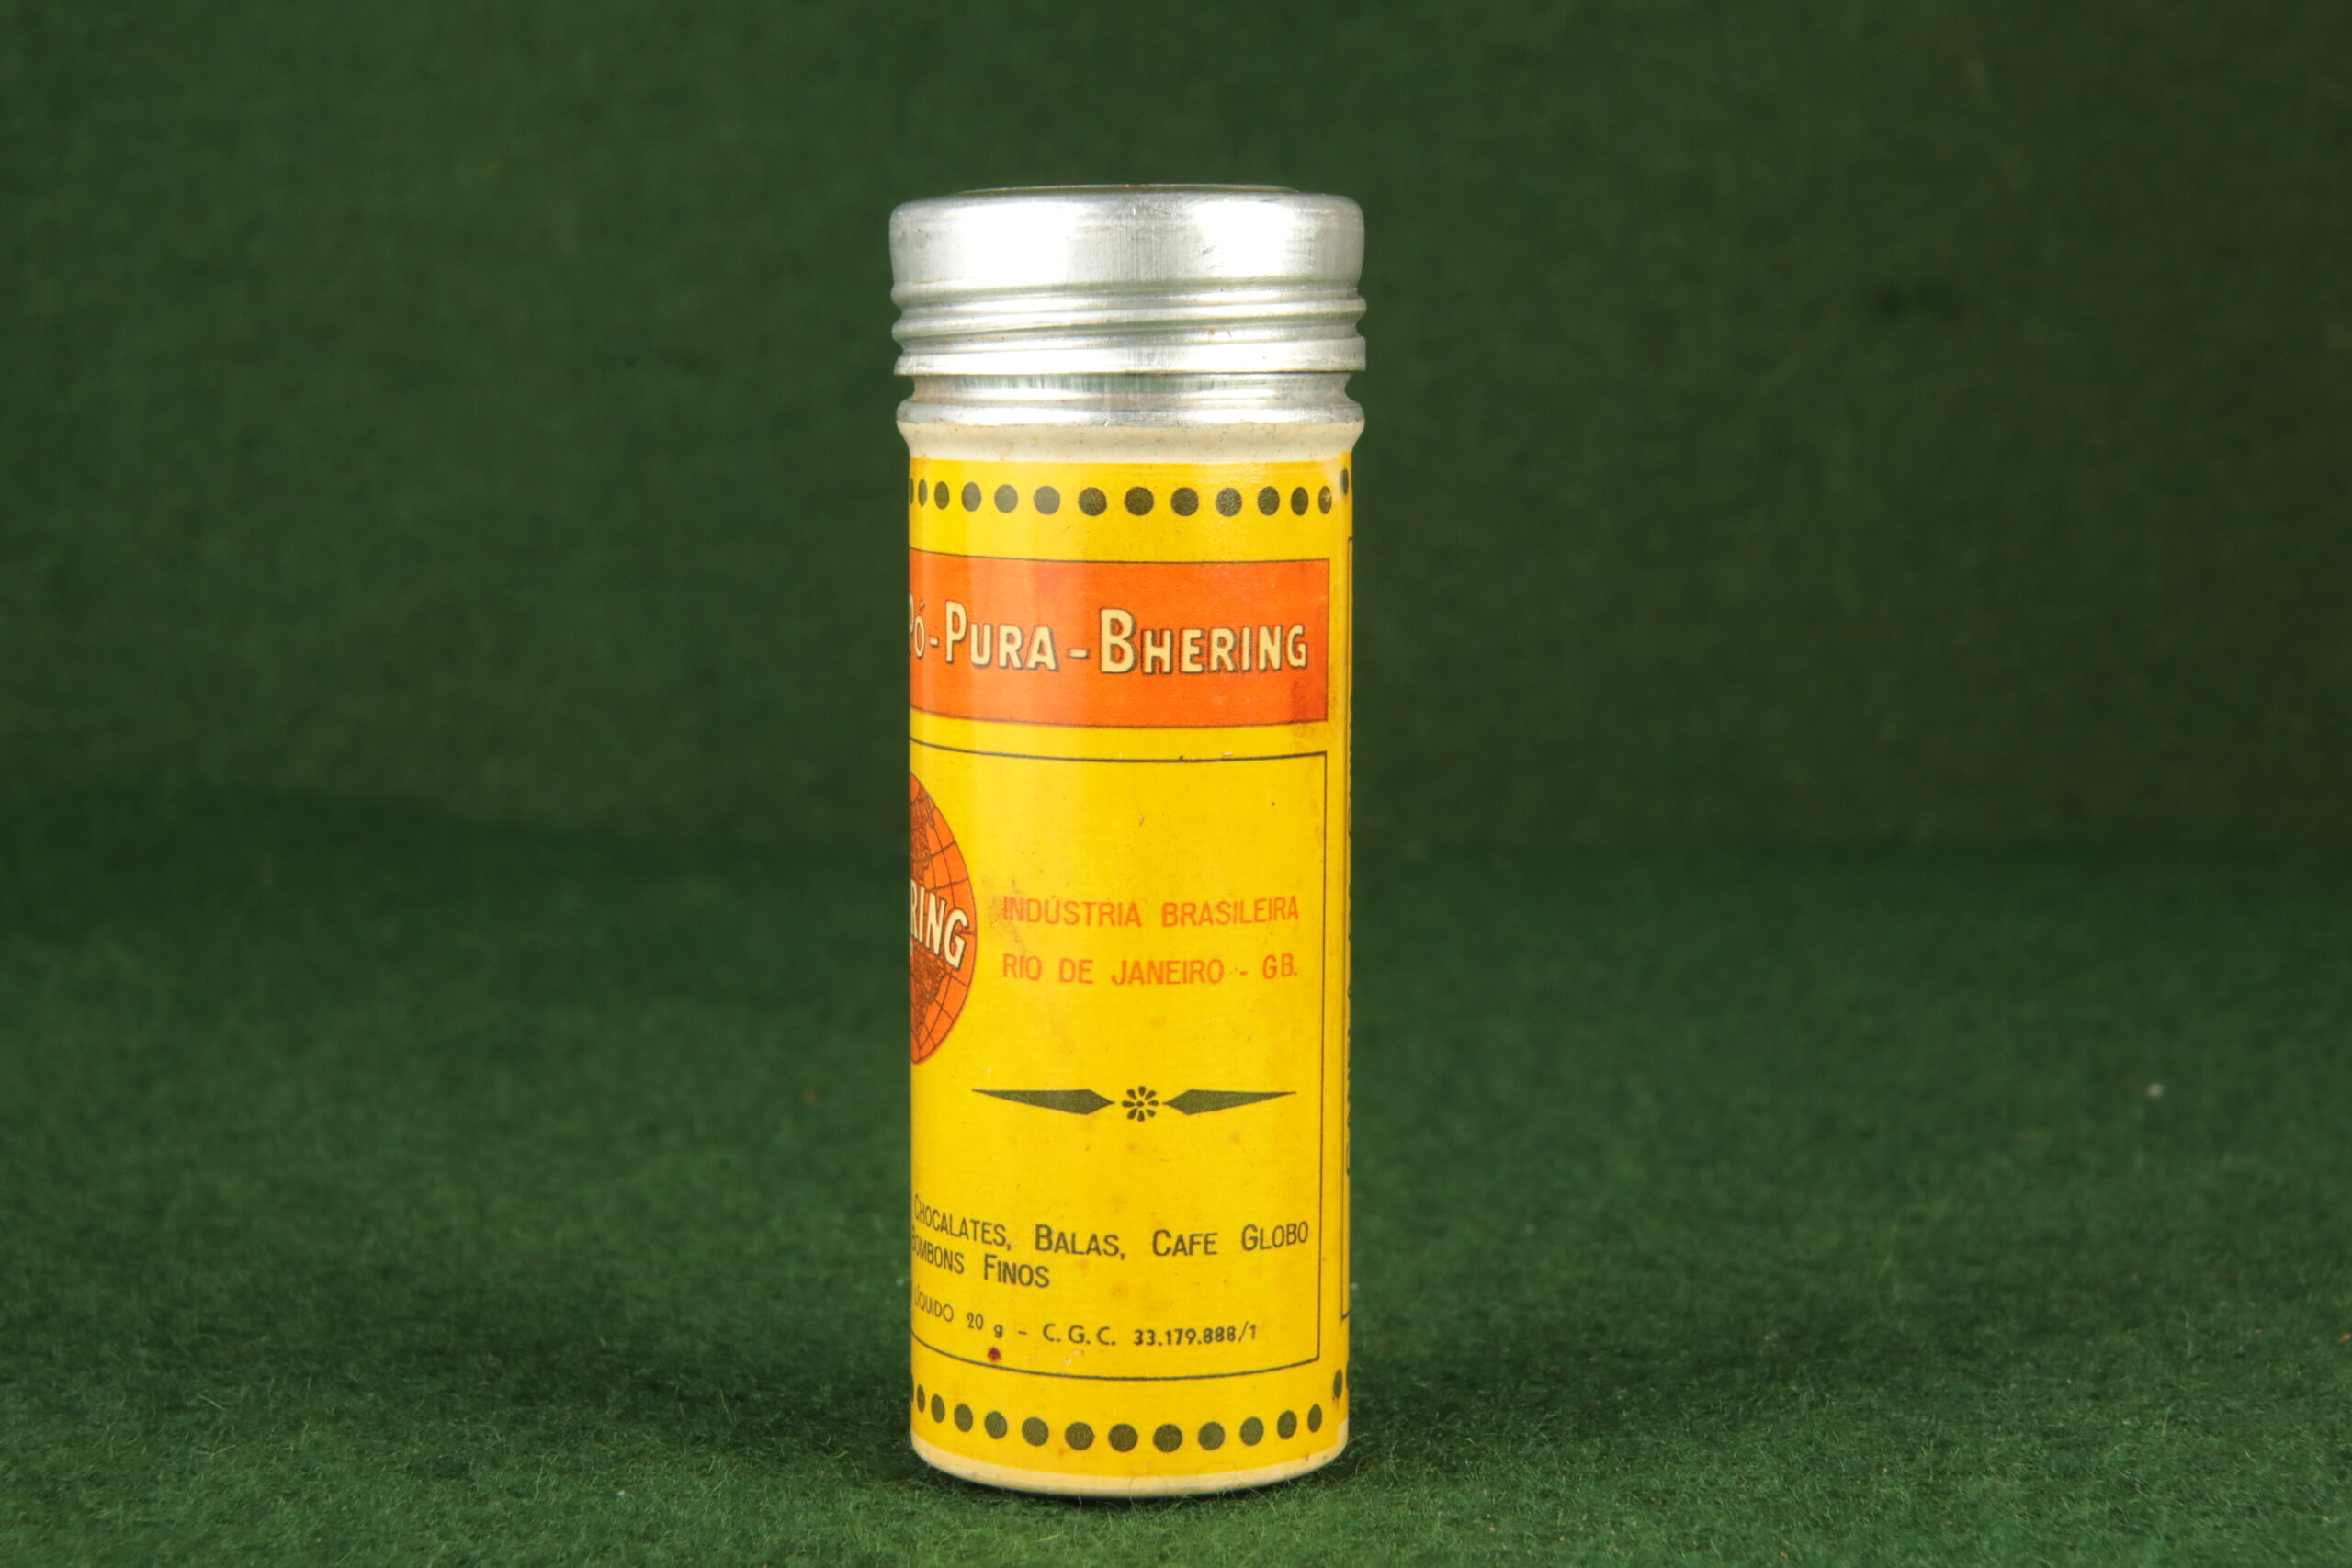 Pó-PURA-BHERING
RING
INDÚSTRIA BRASILEIRA
RIO DE JANEIRO - GB.
CHOCALATES, BALAS, CAFE GLOBO
BOMBONS FINOS
LÍQUIDO 20 g - C.G.C. 33.179.888/1